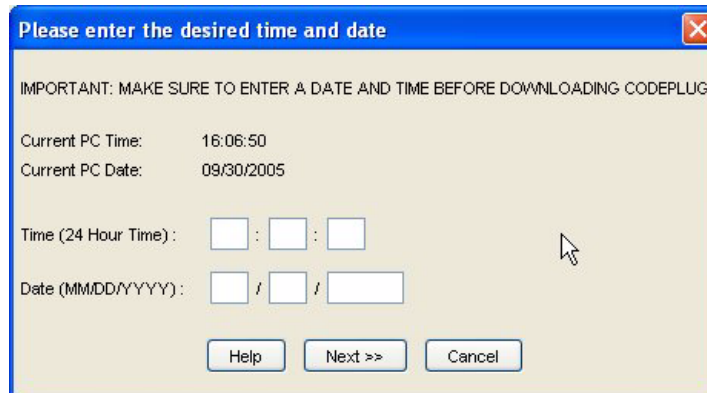 Please enter the desired time and date
IMPORTANT: MAKE SURE TO ENTER A DATE AND TIME BEFORE DOWNLOADING CODEPLUG
Current PC Time: 16:06:50
Current PC Date: 09/30/2005
Time (24 Hour Time) : : :
Date (MM/DD/YYYY) : / /
Help Next >> Cancel